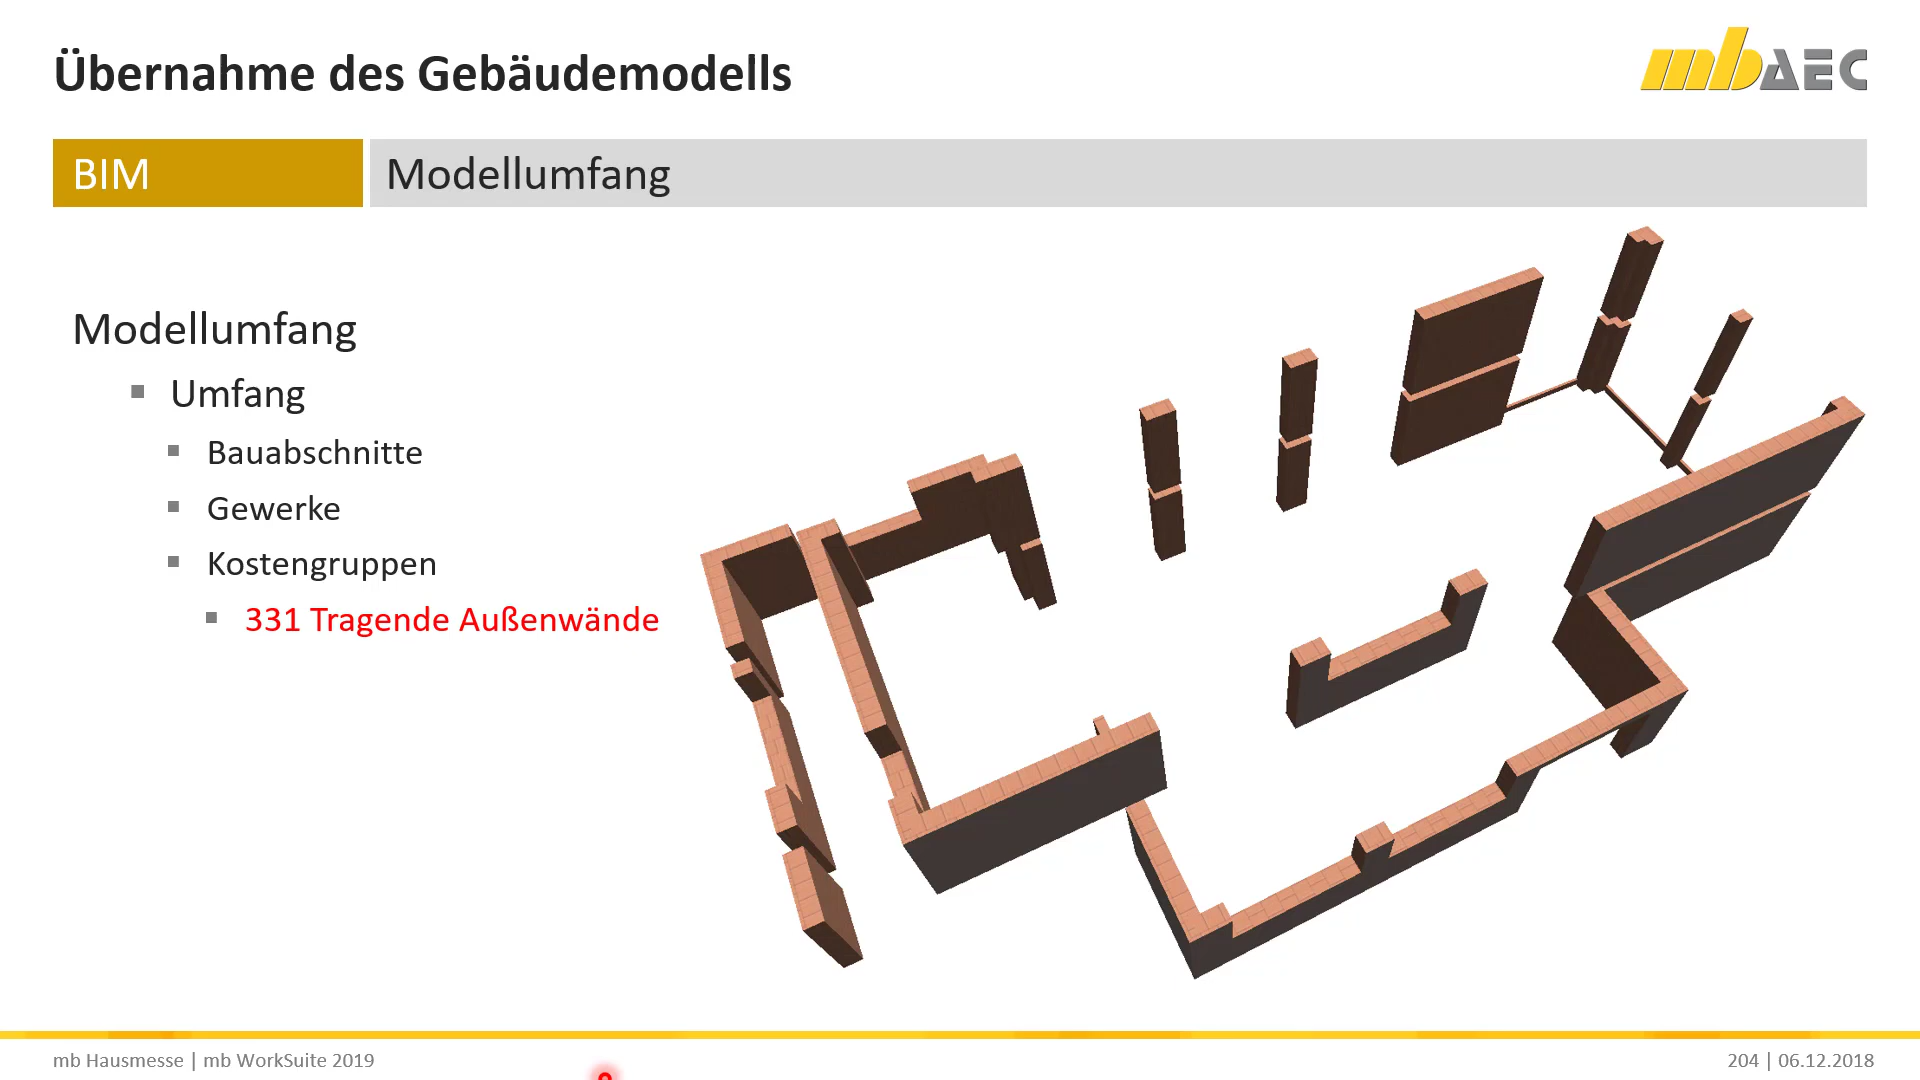 Übernahme des Gebäudemodells
mbAEC
BIM
Modellumfang
Modellumfang
Umfang
Bauabschnitte
Gewerke
Kostengruppen
331 Tragende Außenwände
mb Hausmesse | mb WorkSuite 2019
204 | 06.12.2018